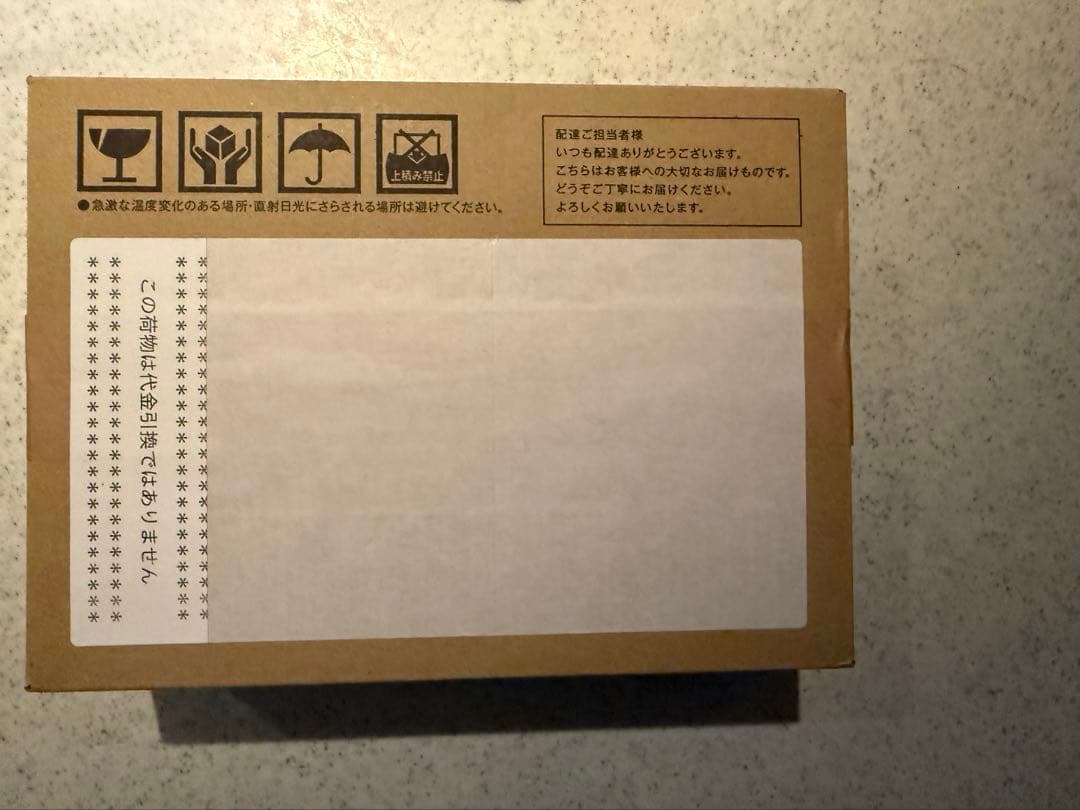 上積み禁止
●急激な温度変化のある場所・直射日光にさらされる場所は避けてください。
配達ご担当者様
いつも配達ありがとうございます。
こちらはお客様への大切なお届けものです。
どうぞご丁寧にお届けください。
よろしくお願いいたします。
***********************
***********************
この荷物は代金引換ではありません
***********************
***********************